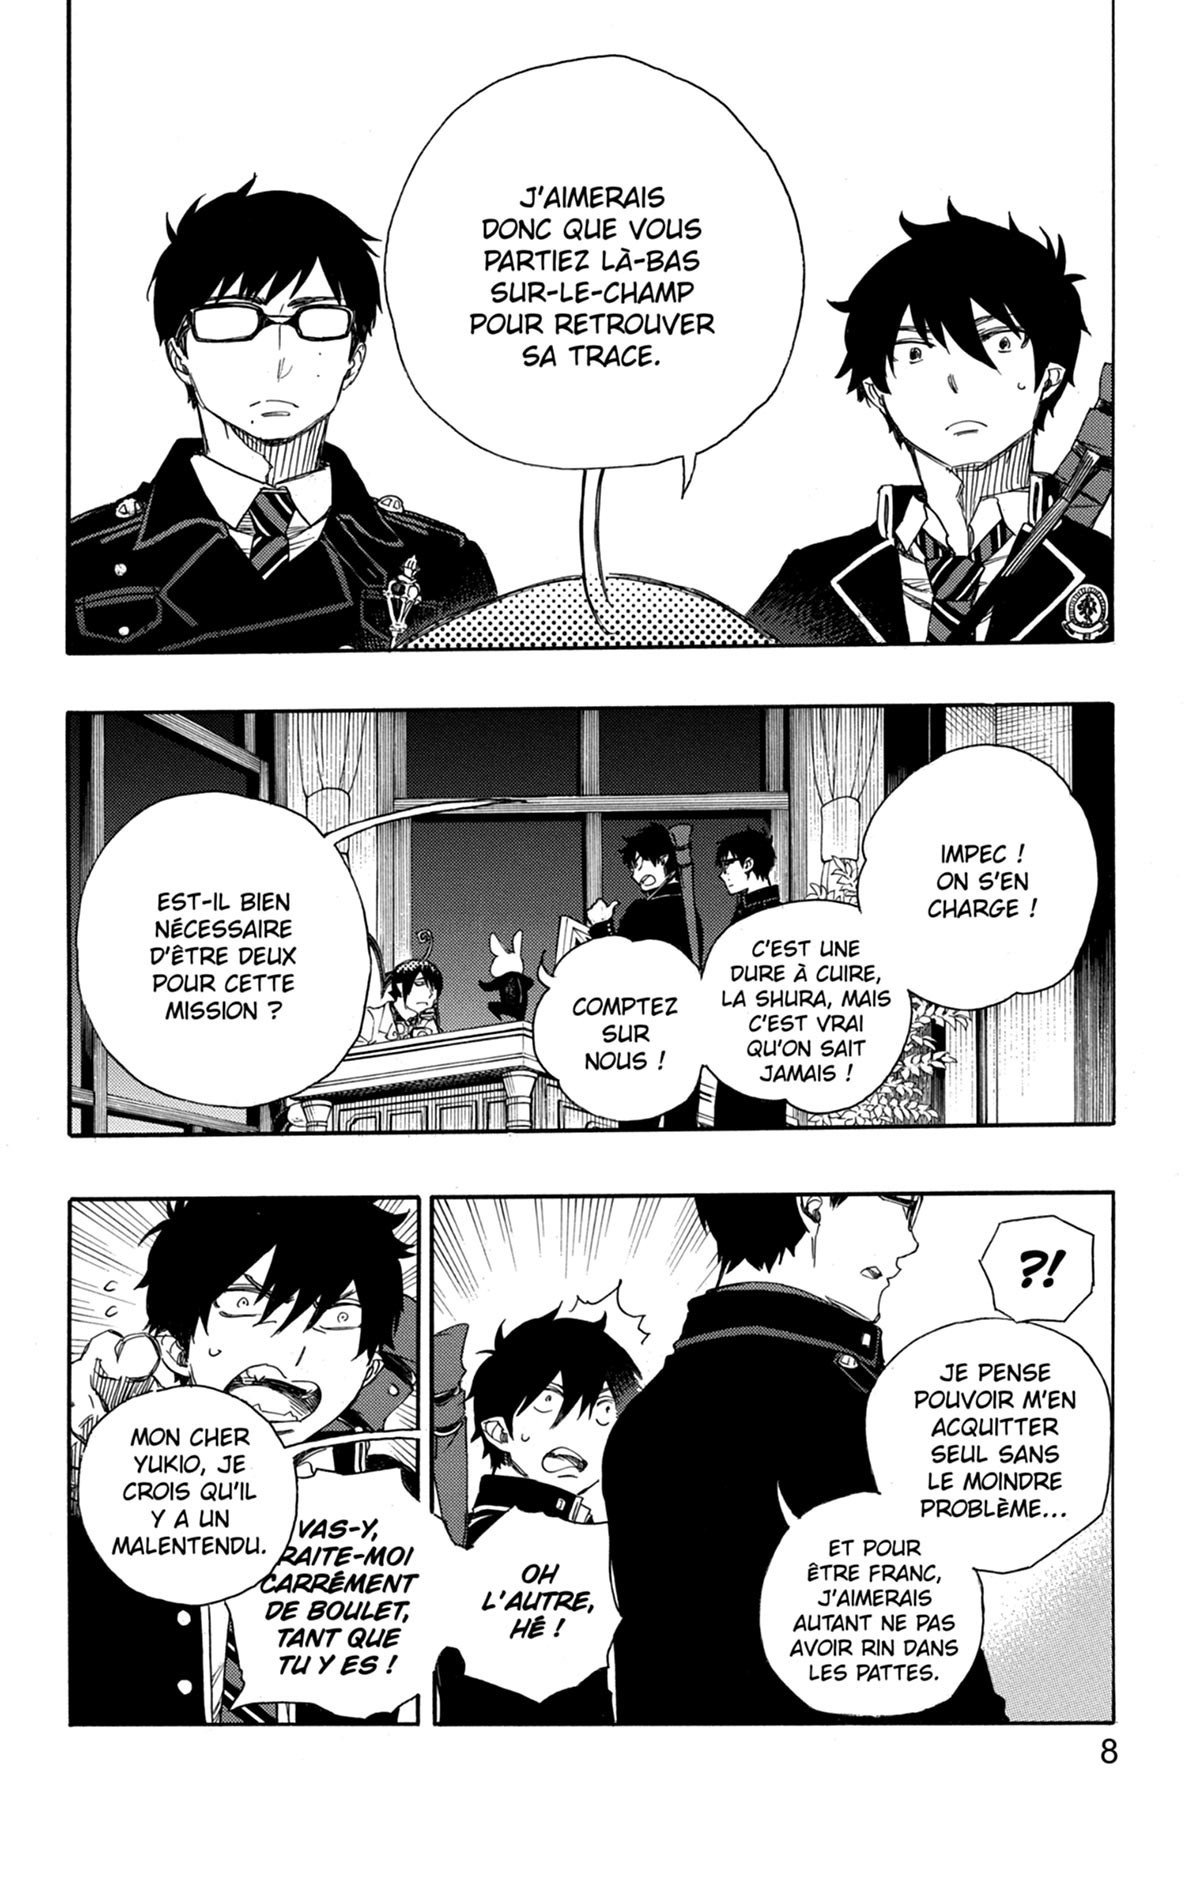 J'AIMERAIS
DONC QUE VOUS
PARTIEZ LÀ-BAS
SUR-LE-CHAMP
POUR RETROUVER
SA TRACE.
IMPEC !
ON S'EN
CHARGE !
C'EST UNE
DURE À CUIRE,
LA SHURA, MAIS
C'EST VRAI
QU'ON SAIT
JAMAIS !
COMPTEZ
SUR
NOUS !
EST-IL BIEN
NÉCESSAIRE
D'ÊTRE DEUX
POUR CETTE
MISSION ?
?!
JE PENSE
POUVOIR M'EN
ACQUITTER
SEUL SANS
LE MOINDRE
PROBLÈME...
ET POUR
ÊTRE FRANC,
J'AIMERAIS
AUTANT NE PAS
AVOIR RIN DANS
LES PATTES.
OH
L'AUTRE,
HÉ !
VAS-Y,
RAITE-MOI
CARRÉMENT
DE BOULET,
TANT QUE
TU Y ES !
MON CHER
YUKIO, JE
CROIS QU'IL
Y A UN
MALENTENDU.
8